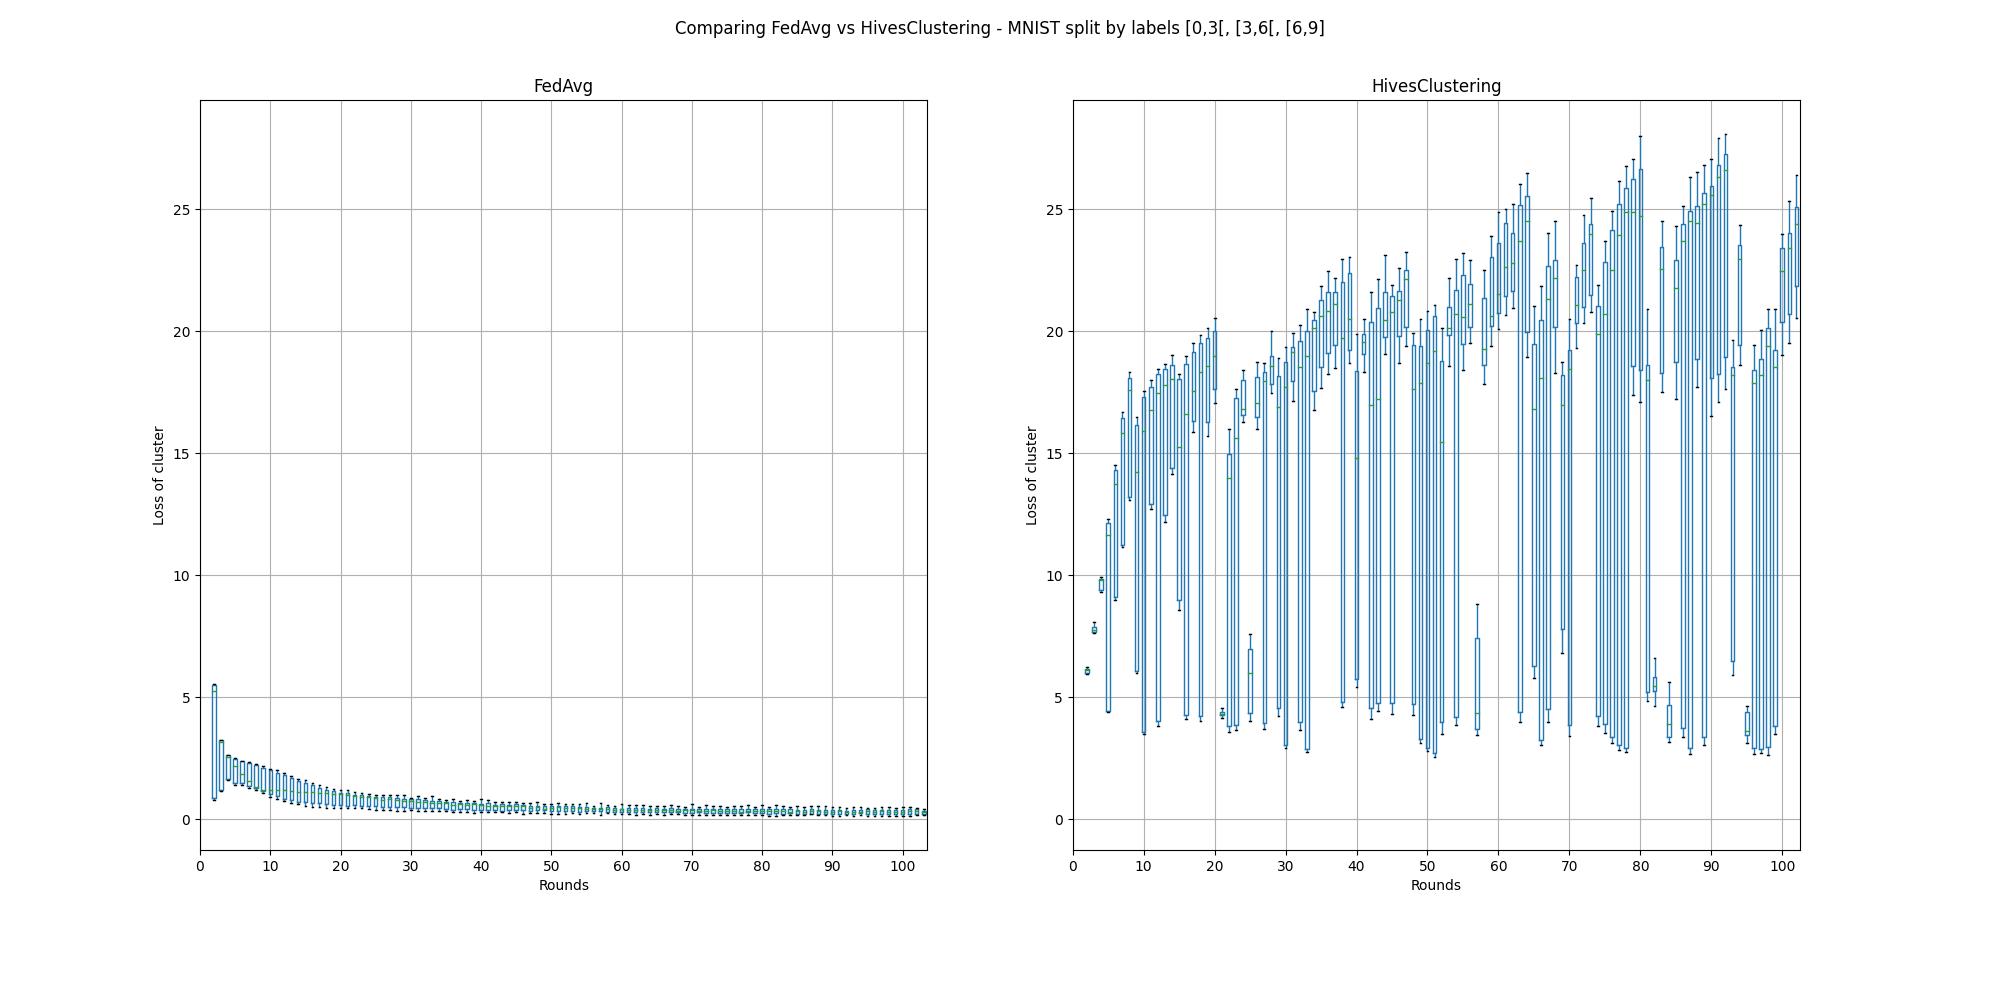 Comparing FedAvg vs HivesClustering - MNIST split by labels [0,3[, [3,6[, [6,9]
FedAvg
Loss of cluster
25
20
15
10
5
0
0 10 20 30 40 50 60 70 80 90 100
Rounds
HivesClustering
Loss of cluster
25
20
15
10
5
0
0 10 20 30 40 50 60 70 80 90 100
Rounds